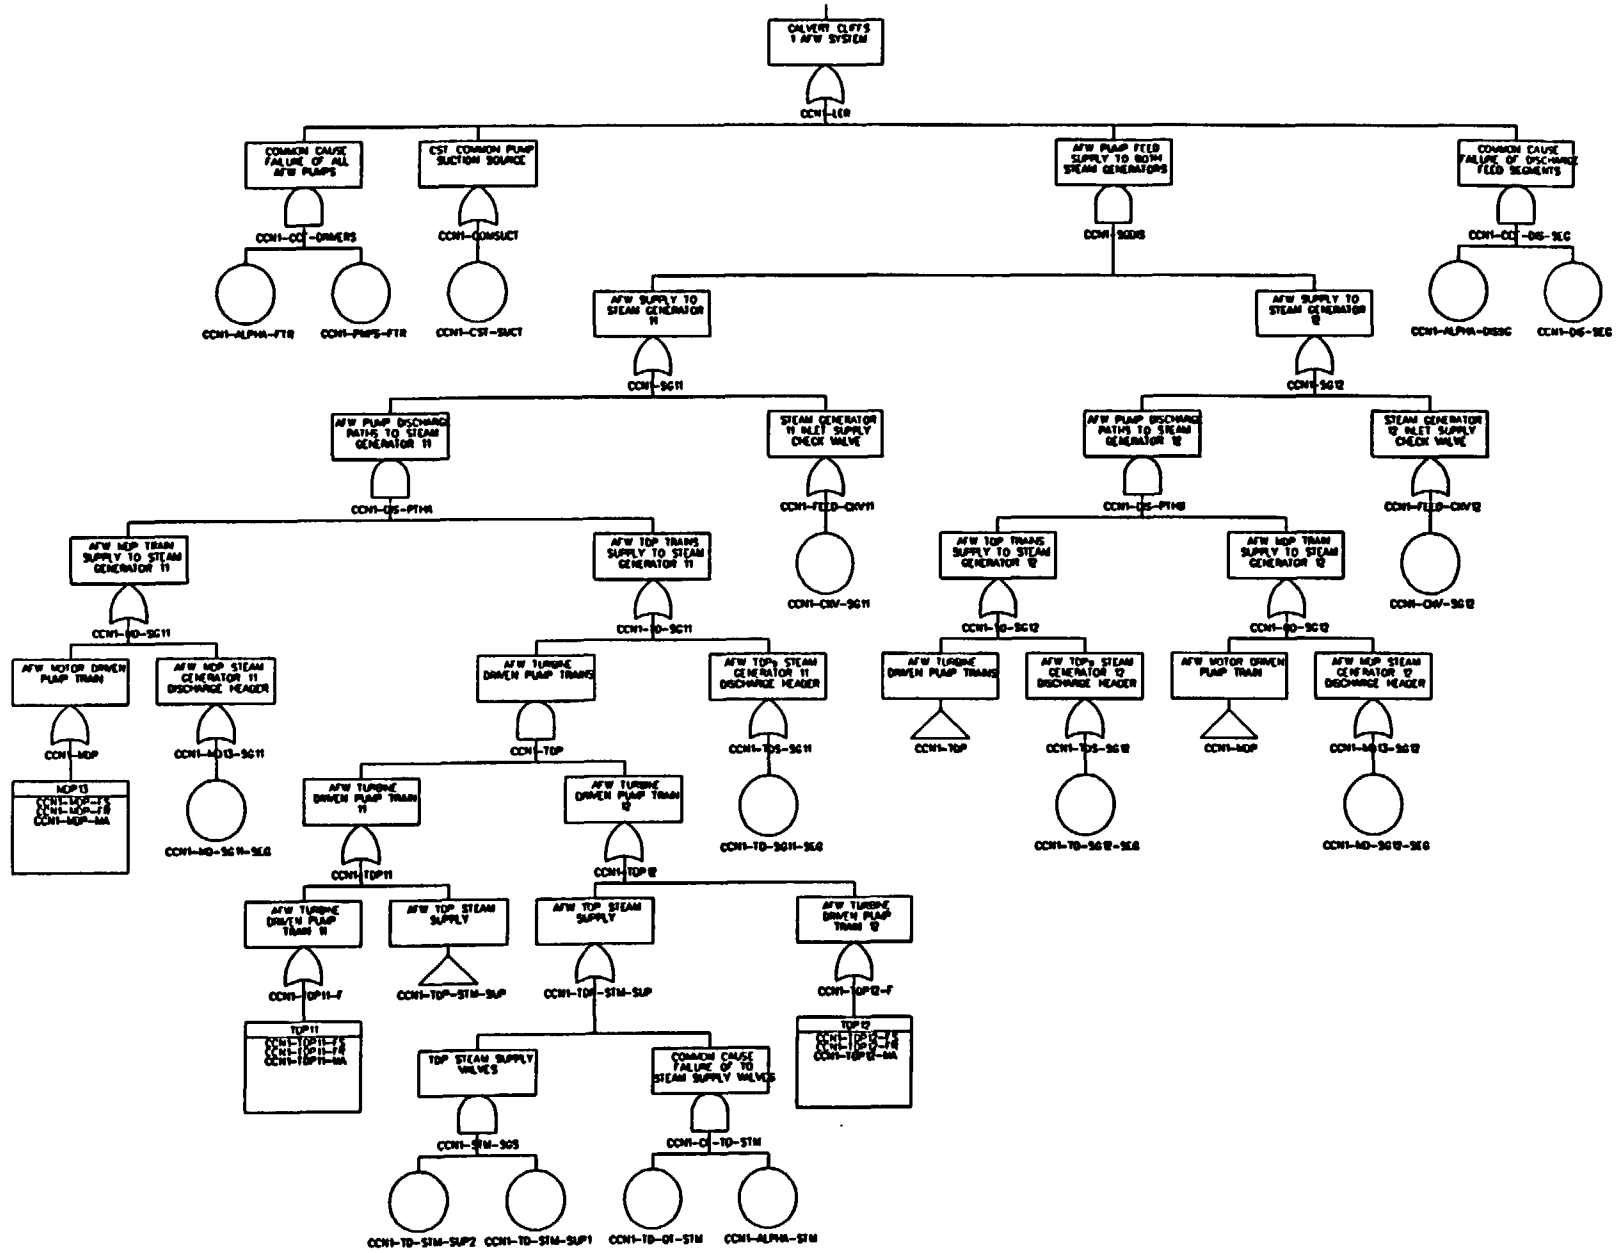 CALVERT CLIFFS
1 AFW SYSTEM
CCN1-LER
COMMON CAUSE
FAILURE OF ALL
AFW PUMPS
CST COMMON PUMP
SUCTION SOURCE
AFW PUMP FEED
SUPPLY TO BOTH
STEAM GENERATORS
COMMON CAUSE
FAILURE OF DISCHARGE
FEED SEGMENTS
CCN1-CCF-DRIVERS
CCN1-COMSUCT
CCN1-SGDIS
CCN1-CCF-DIS-SEG
CCN1-ALPHA-FTR
CCN1-PMPS-FTR
CCN1-CST-SUCT
CCN1-DIS-SEG
AFW SUPPLY TO
STEAM GENERATOR
11
AFW SUPPLY TO
STEAM GENERATOR
12
CCN1-SG11
CCN1-SG12
AFW PUMP DISCHARGE
PATHS TO STEAM
GENERATOR 11
STEAM GENERATOR
11 INLET SUPPLY
CHECK VALVE
AFW PUMP DISCHARGE
PATHS TO STEAM
GENERATOR 12
STEAM GENERATOR
12 INLET SUPPLY
CHECK VALVE
CCN1-DIS-PTHA
CCN1-FEED-CKV11
CCN1-DIS-PTHB
CCN1-FEED-CKV12
AFW MDP TRAIN
SUPPLY TO STEAM
GENERATOR 11
AFW TDP TRAINS
SUPPLY TO STEAM
GENERATOR 11
AFW TDP TRAINS
SUPPLY TO STEAM
GENERATOR 12
AFW MDP TRAIN
SUPPLY TO STEAM
GENERATOR 12
CCN1-CKV-SG11
CCN1-CKV-SG12
CCN1-MD-SG11
CCN1-TD-SG11
CCN1-TD-SG12
CCN1-MD-SG12
AFW MOTOR DRIVEN
PUMP TRAIN
AFW MDP STEAM
GENERATOR 11
DISCHARGE HEADER
AFW TURBINE
DRIVEN PUMP TRAINS
AFW TDPs STEAM
GENERATOR 11
DISCHARGE HEADER
AFW TURBINE
DRIVEN PUMP TRAINS
AFW TDPs STEAM
GENERATOR 12
DISCHARGE HEADER
AFW MOTOR DRIVEN
PUMP TRAIN
AFW MDP STEAM
GENERATOR 12
DISCHARGE HEADER
CCN1-MDP
CCN1-MD13-SG11
CCN1-TDP
CCN1-TDS-SG11
CCN1-TDP
CCN1-TDS-SG12
CCN1-MDP
CCN1-MD13-SG12
MDP13
CCN1-MDP-FS
CCN1-MDP-FR
CCN1-MDP-MA
CCN1-MD-SG11-SEG
AFW TURBINE
DRIVEN PUMP TRAIN
11
AFW TURBINE
DRIVEN PUMP TRAIN
12
CCN1-TD-SG11-SEG
CCN1-TD-SG12-SEG
CCN1-MD-SG12-SEG
CCN1-TDP11
CCN1-TDP12
AFW TURBINE
DRIVEN PUMP
TRAIN 11
AFW TDP STEAM
SUPPLY
AFW TDP STEAM
SUPPLY
AFW TURBINE
DRIVEN PUMP
TRAIN 12
CCN1-TDP11-F
CCN1-TDP-STM-SUP
CCN1-TDP-STM-SUP
CCN1-TDP12-F
TDP11
CCN1-TDP11-FS
CCN1-TDP11-FR
CCN1-TDP11-MA
TDP12
CCN1-TDP12-FS
CCN1-TDP12-FR
CCN1-TDP12-MA
TDP STEAM SUPPLY
VALVES
COMMON CAUSE
FAILURE OF TD
STEAM SUPPLY VALVES
CCN1-STM-SGS
CCN1-CF-TD-STM
CCN1-TD-STM-SUP2
CCN1-TD-STM-SUP1
CCN1-ALPHA-STM